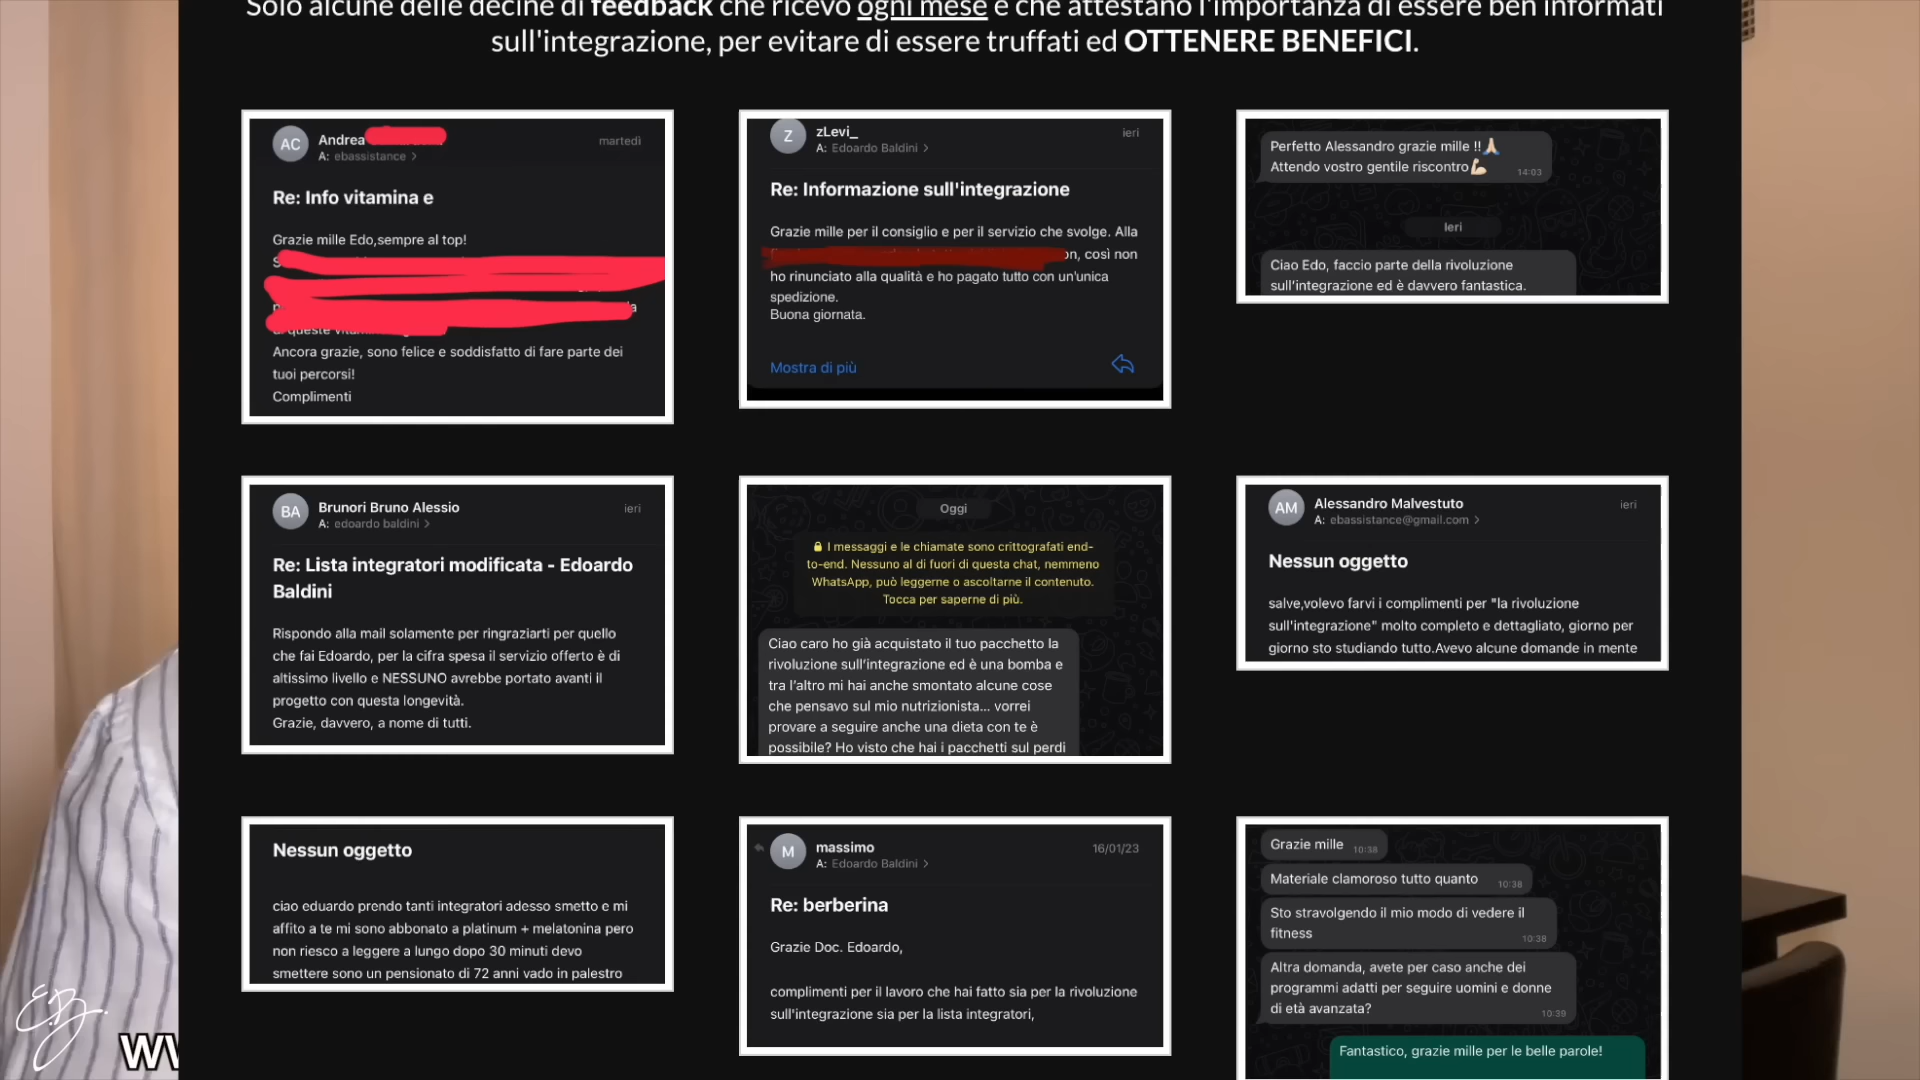 Solo alcune delle decine di feedback che ricevo ogni mese e che attestano l'importanza di essere ben informati
sull'integrazione, per evitare di essere truffati ed OTTENERE BENEFICI.
AC
Andrea
martedì
A: ebassistance >
Re: Info vitamina e
Grazie mille Edo,sempre al top!
Ancora grazie, sono felice e soddisfatto di fare parte dei
tuoi percorsi!
Complimenti
Z
zLevi_
ieri
A: Edoardo Baldini >
Re: Informazione sull'integrazione
Grazie mille per il consiglio e per il servizio che svolge. Alla
on, così non
ho rinunciato alla qualità e ho pagato tutto con un'unica
spedizione.
Buona giornata.
Mostra di più
Perfetto Alessandro grazie mille !!🙏🏻
Attendo vostro gentile riscontro💪🏻
14:03
Ieri
Ciao Edo, faccio parte della rivoluzione
sull'integrazione ed è davvero fantastica.
BA
Brunori Bruno Alessio
ieri
A: edoardo baldini >
Re: Lista integratori modificata - Edoardo
Baldini
Rispondo alla mail solamente per ringraziarti per quello
che fai Edoardo, per la cifra spesa il servizio offerto è di
altissimo livello e NESSUNO avrebbe portato avanti il
progetto con questa longevità.
Grazie, davvero, a nome di tutti.
Oggi
I messaggi e le chiamate sono crittografati end-
to-end. Nessuno al di fuori di questa chat, nemmeno
WhatsApp, può leggerne o ascoltarne il contenuto.
Tocca per saperne di più.
Ciao caro ho già acquistato il tuo pacchetto la
rivoluzione sull'integrazione ed è una bomba e
tra l'altro mi hai anche smontato alcune cose
che pensavo sul mio nutrizionista... vorrei
provare a seguire anche una dieta con te è
possibile? Ho visto che hai i pacchetti sul perdi
AM
Alessandro Malvestuto
ieri
A: ebassistance@gmail.com >
Nessun oggetto
salve,volevo farvi i complimenti per "la rivoluzione
sull'integrazione" molto completo e dettagliato, giorno per
giorno sto studiando tutto.Avevo alcune domande in mente
Nessun oggetto
ciao eduardo prendo tanti integratori adesso smetto e mi
affito a te mi sono abbonato a platinum + melatonina pero
non riesco a leggere a lungo dopo 30 minuti devo
smettere sono un pensionato di 72 anni vado in palestro
M
massimo
16/01/23
A: Edoardo Baldini >
Re: berberina
Grazie Doc. Edoardo,
complimenti per il lavoro che hai fatto sia per la rivoluzione
sull'integrazione sia per la lista integratori,
Grazie mille 10:38
Materiale clamoroso tutto quanto 10:38
Sto stravolgendo il mio modo di vedere il
fitness
10:38
Altra domanda, avete per caso anche dei
programmi adatti per seguire uomini e donne
di età avanzata?
10:39
Fantastico, grazie mille per le belle parole!
E.B.